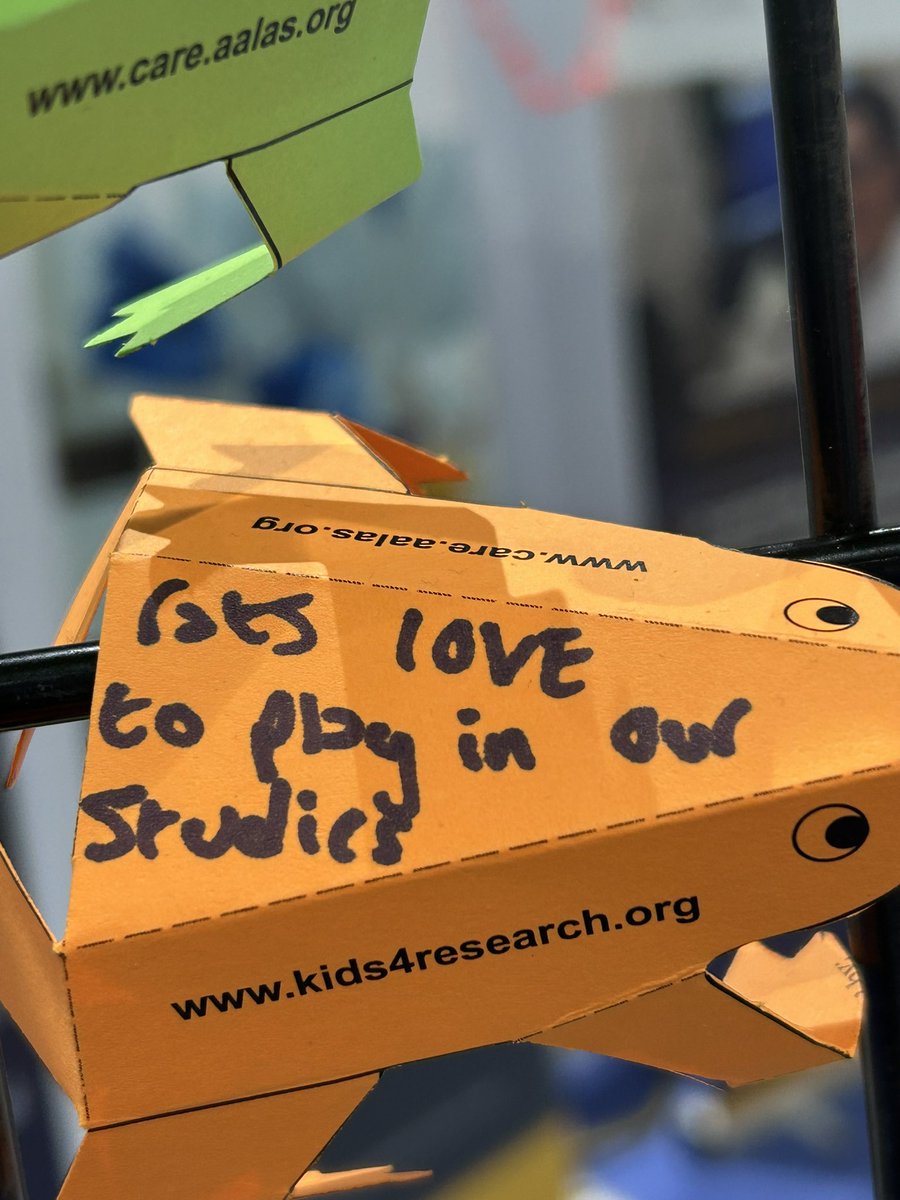 www.care.aalas.org
www.care.aalas.org
rats lOVE
to play in our
Studies
www.kids4research.org